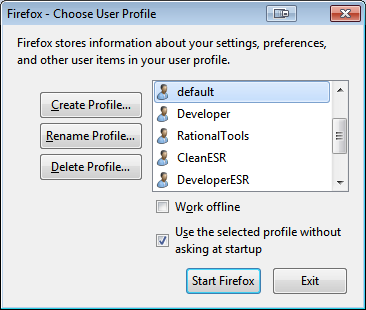 Firefox - Choose User Profile
Firefox stores information about your settings, preferences,
and other user items in your user profile.
Create Profile...
Rename Profile...
Delete Profile...
default
Developer
RationalTools
CleanESR
DeveloperESR
Work offline
Use the selected profile without
asking at startup
Start Firefox
Exit